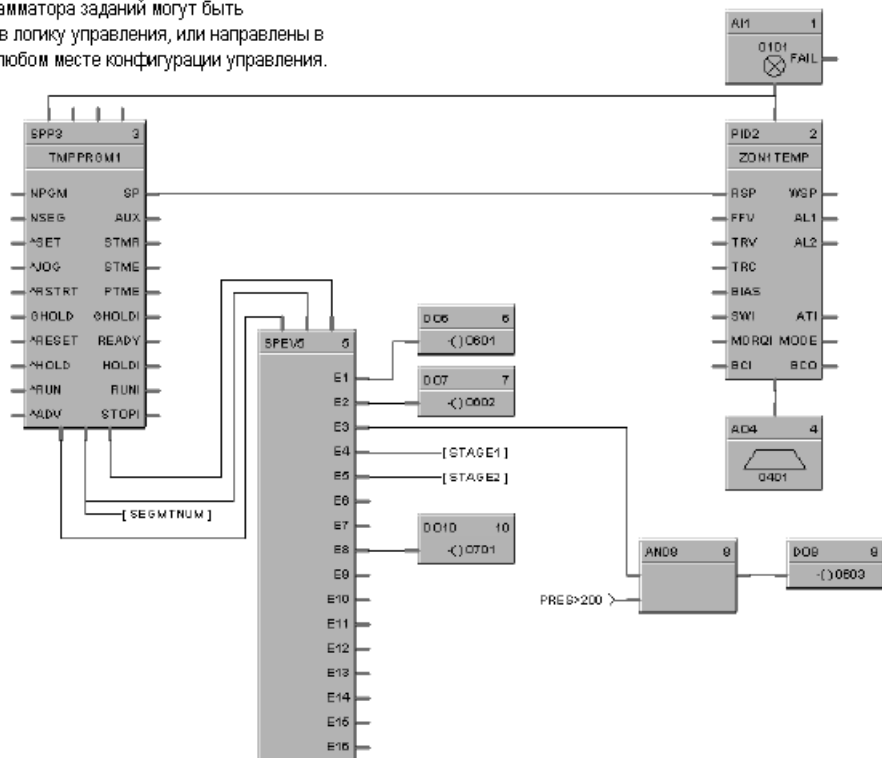 амматора заданий могут быть
в логику управления, или направлены в
любом месте конфигурации управления.
AI1 1
0101
FAIL
SPP3 3
TMPPRGM1
NPGM SP
NSEG AUX
^SET STMR
^JOG STME
^RSTRT PTME
GHOLD GHOLDI
^RESET READY
^HOLD HOLDI
^RUN RUNI
^ADV STOPI
PID2 2
ZON1TEMP
RSP WSP
FFV AL1
TRV AL2
TRC
BIAS
SWI ATI
MDRQI MODE
BCI BCO
AO4 4
0401
SPEV5 5
E1
E2
E3
E4
E5
E6
E7
E8
E9
E10
E11
E12
E13
E14
E15
E16
DO6 6
-( ) 0601
DO7 7
-( ) 0602
[ STAGE1 ]
[ STAGE2 ]
[ SEGMTNUM ]
DO10 10
-( ) 0701
PRES>200
AND8 8
DO9 9
-( ) 0603